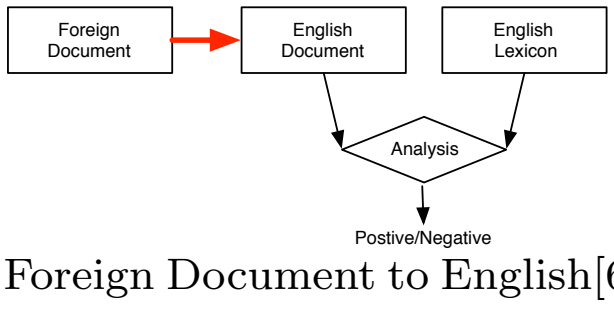 Foreign
Document
English
Document
English
Lexicon
Analysis
Postive/Negative
Foreign Document to English[6